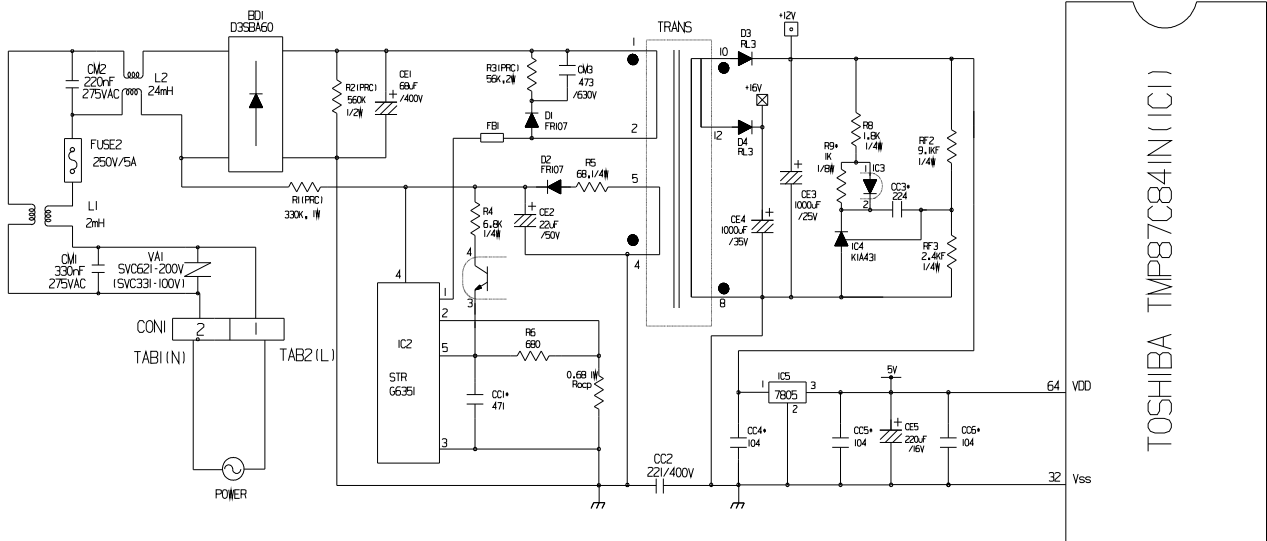 BD1
D3SBA60
CM2
220nF
275VAC
L2
24mH
FUSE2
250V/5A
L1
2mH
CM1
330nF
275VAC
VA1
SVC621-200V
(SVC331-100V)
CON1
2
1
TAB1(N)
TAB2(L)
POWER
R2(PRC)
560K
1/2W
CE1
68uF
/400V
R1(PRC)
330K, 1W
R3(PRC)
56K,2W
CM3
473
/630V
D1
FR107
FB1
D2
FR107
R5
68,1/4W
R4
6.8K
1/4W
CE2
22uF
/50V
4
3
4
1
2
5
3
IC2
STR
G6351
R6
680
0.68 1W
Rocp
CC1*
471
CC2
221/400V
TRANS
1
2
5
4
10
12
8
D3
RL3
D4
RL3
+12V
+16V
CE3
1000uF
/25V
CE4
1000uF
/35V
R8
1.8K
1/4W
R9*
1K
1/8W
1
IC3
2
CC3*
224
IC4
KIA431
RF2
9.1KF
1/4W
RF3
2.4KF
1/4W
1
IC5
3
7805
2
5V
CC4*
104
CC5*
104
CE5
220uF
/16V
CC6*
104
64
VDD
32
Vss
TOSHIBA TMP87C841N(IC1)